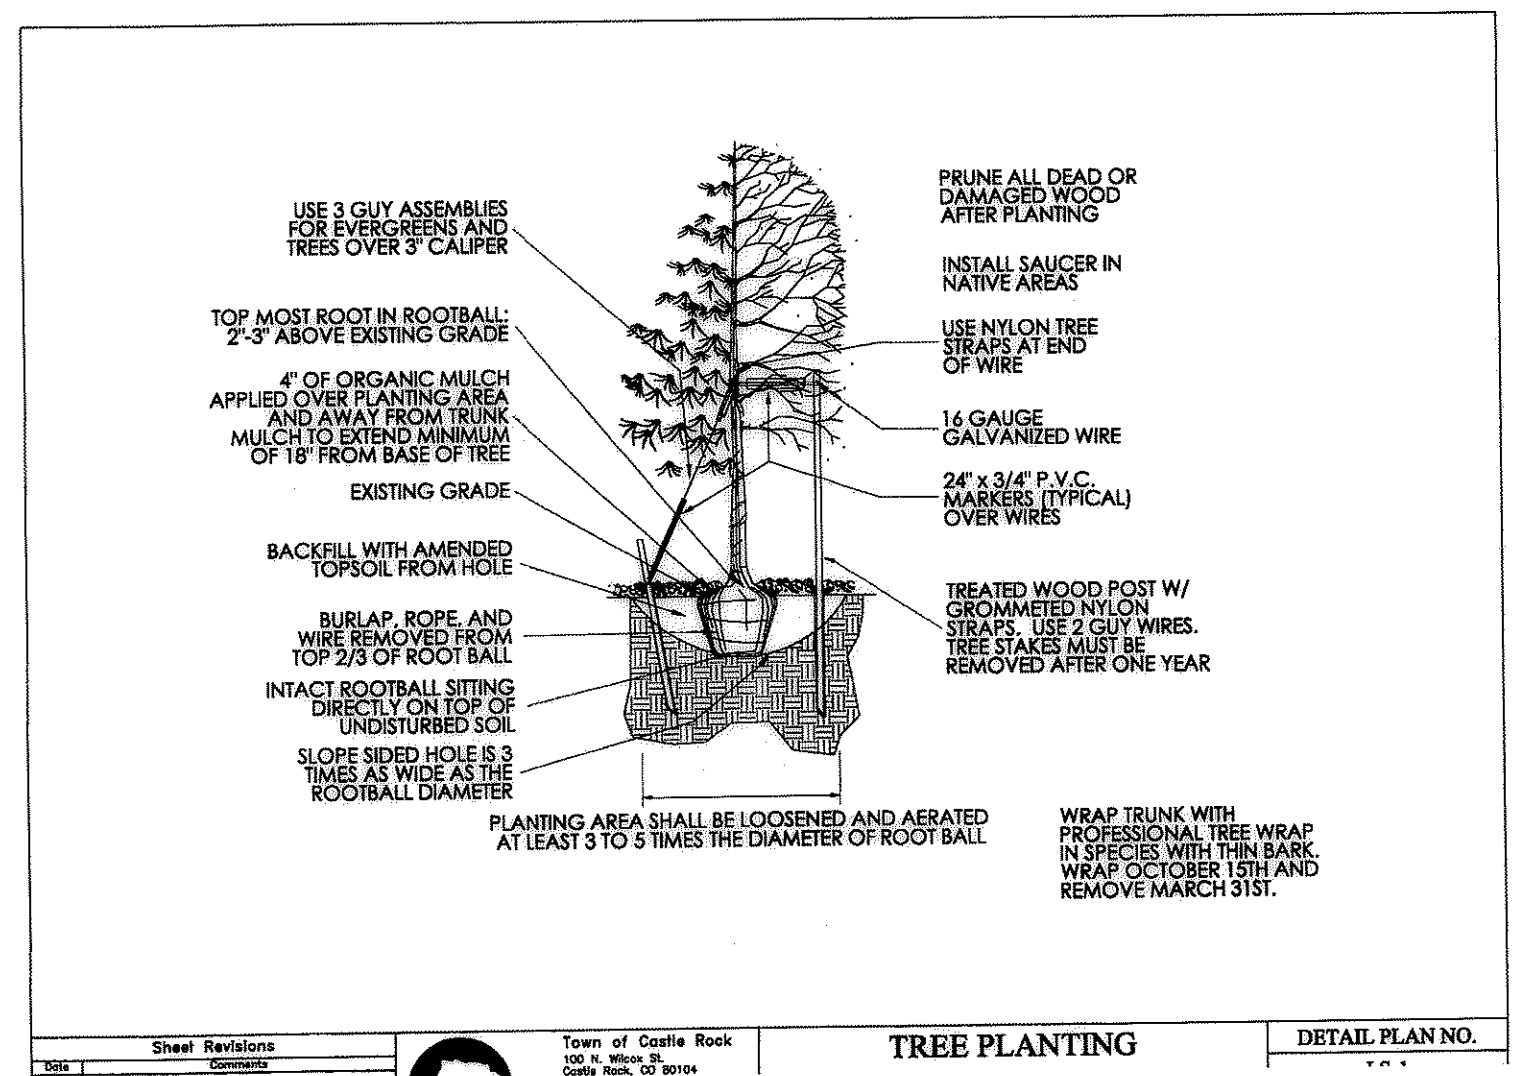 USE 3 GUY ASSEMBLIES
FOR EVERGREENS AND
TREES OVER 3" CALIPER
TOP MOST ROOT IN ROOTBALL:
2"-3" ABOVE EXISTING GRADE
4" OF ORGANIC MULCH
APPLIED OVER PLANTING AREA
AND AWAY FROM TRUNK
MULCH TO EXTEND MINIMUM
OF 18" FROM BASE OF TREE
EXISTING GRADE
BACKFILL WITH AMENDED
TOPSOIL FROM HOLE
BURLAP, ROPE, AND
WIRE REMOVED FROM
TOP 2/3 OF ROOT BALL
INTACT ROOTBALL SITTING
DIRECTLY ON TOP OF
UNDISTURBED SOIL
SLOPE SIDED HOLE IS 3
TIMES AS WIDE AS THE
ROOTBALL DIAMETER
PRUNE ALL DEAD OR
DAMAGED WOOD
AFTER PLANTING
INSTALL SAUCER IN
NATIVE AREAS
USE NYLON TREE
STRAPS AT END
OF WIRE
16 GAUGE
GALVANIZED WIRE
24" x 3/4" P.V.C.
MARKERS (TYPICAL)
OVER WIRES
TREATED WOOD POST W/
GROMMETED NYLON
STRAPS. USE 2 GUY WIRES.
TREE STAKES MUST BE
REMOVED AFTER ONE YEAR
PLANTING AREA SHALL BE LOOSENED AND AERATED
AT LEAST 3 TO 5 TIMES THE DIAMETER OF ROOT BALL
WRAP TRUNK WITH
PROFESSIONAL TREE WRAP
IN SPECIES WITH THIN BARK.
WRAP OCTOBER 15TH AND
REMOVE MARCH 31ST.
Sheet Revisions
Date
Comments
Town of Castle Rock
100 N. Wilcox St.
Castle Rock, CO 80104
TREE PLANTING
DETAIL PLAN NO.